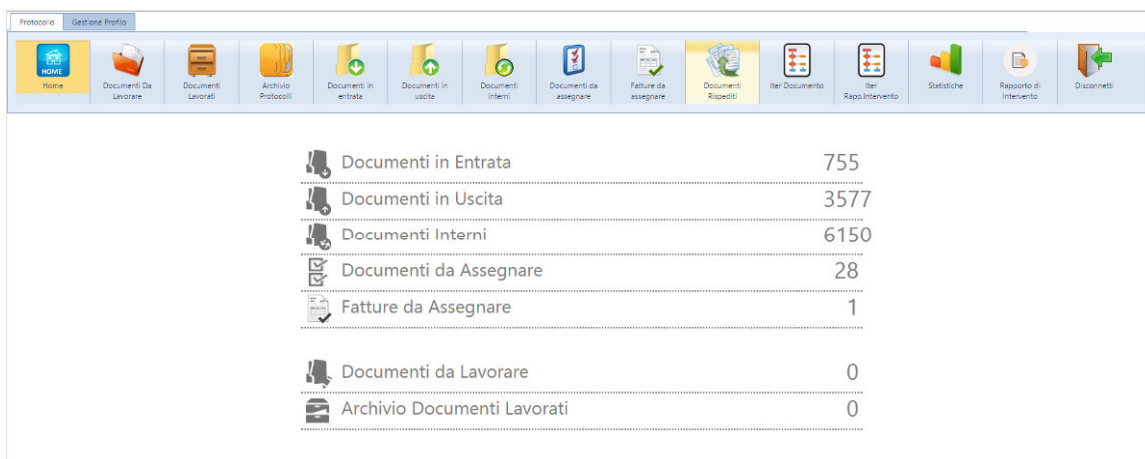 Protocollo Gestione Profilo
HOME
Home Documenti Da Documenti Archivio Documenti in Documenti in Documenti Documenti da Fatture da Documenti Iter Documento Iter Statistiche Rapporto di Disconnetti
Lavorare Lavorati Protocolli entrata uscita interni assegnare assegnare Rispediti Rapp.Intervento Intervento
Documenti in Entrata 755
Documenti in Uscita 3577
Documenti Interni 6150
Documenti da Assegnare 28
Fatture da Assegnare 1
Documenti da Lavorare 0
Archivio Documenti Lavorati 0